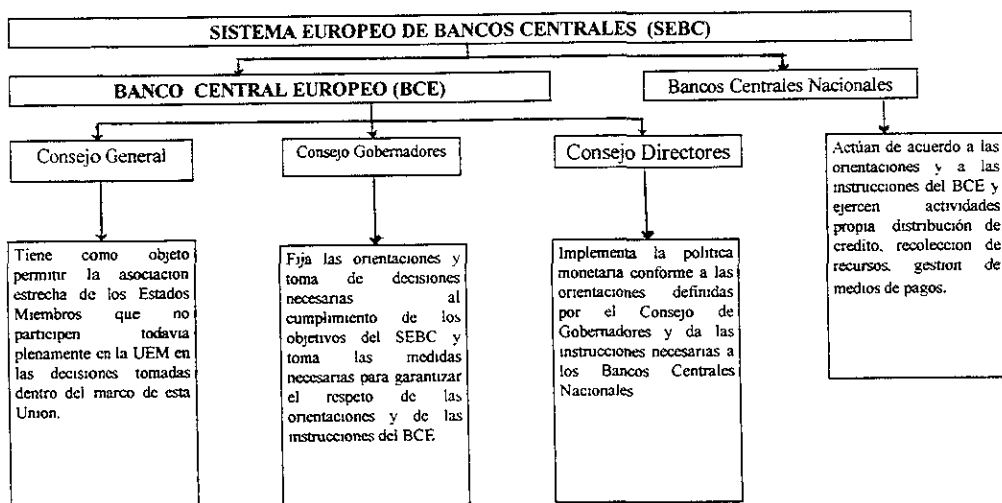 SISTEMA EUROPEO DE BANCOS CENTRALES (SEBC)
BANCO CENTRAL EUROPEO (BCE)
Bancos Centrales Nacionales
Consejo General
Consejo Gobernadores
Consejo Directores
Actúan de acuerdo a las
orientaciones y a las
instrucciones del BCE y
ejercen actividades
propia distribución de
credito, recoleccion de
recursos, gestion de
medios de pagos.
Tiene como objeto
permitir la asociacion
estrecha de los Estados
Miembros que no
participen todavia
plenamente en la UEM en
las decisiones tomadas
dentro del marco de esta
Union.
Fija las orientaciones y
toma de decisiones
necesarias al
cumplimiento de los
objetivos del SEBC y
toma las medidas
necesarias para garantizar
el respeto de las
orientaciones y de las
instrucciones del BCE
Implementa la politica
monetaria conforme a las
orientaciones definidas
por el Consejo de
Gobernadores y da las
instrucciones necesarias a
los Bancos Centrales
Nacionales